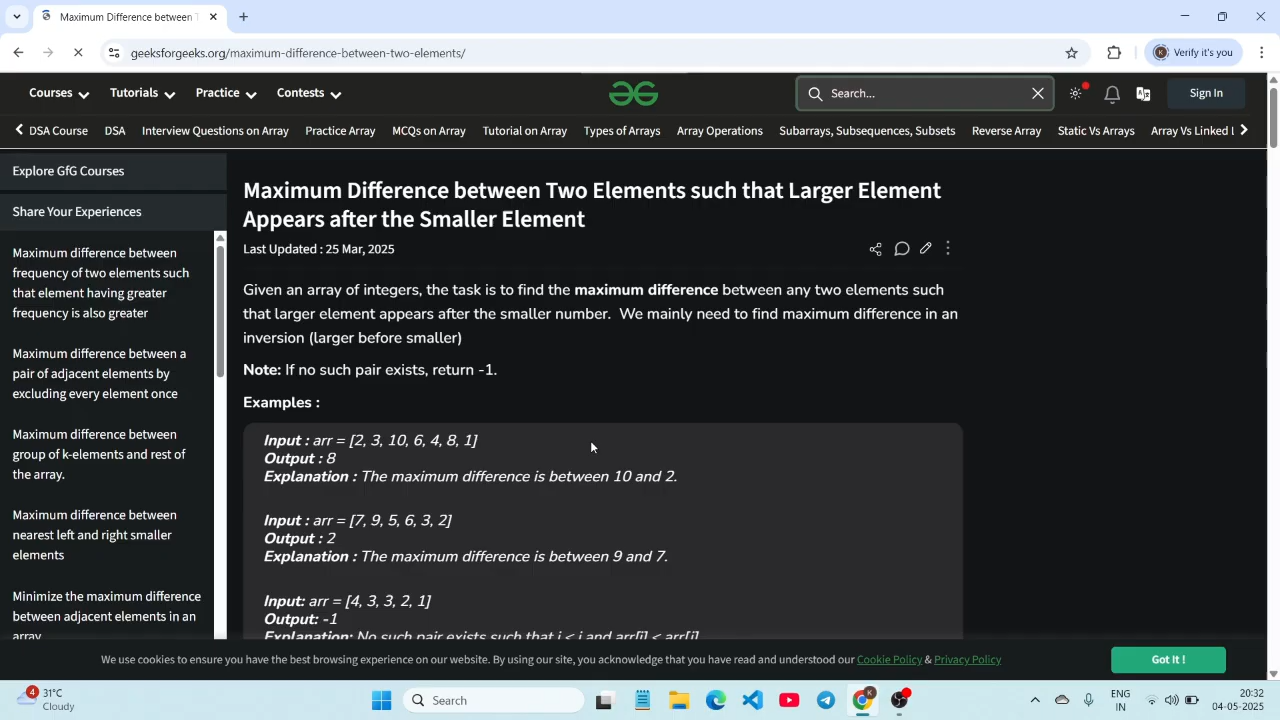 Maximum Difference between T
geeksforgeeks.org/maximum-difference-between-two-elements/
K Verify it's you
Courses Tutorials Practice Contests
Search...
Sign In
DSA Course DSA Interview Questions on Array Practice Array MCQs on Array Tutorial on Array Types of Arrays Array Operations Subarrays, Subsequences, Subsets Reverse Array Static Vs Arrays Array Vs Linked L
Explore GfG Courses
Share Your Experiences
Maximum difference between
frequency of two elements such
that element having greater
frequency is also greater
Maximum difference between a
pair of adjacent elements by
excluding every element once
Maximum difference between
group of k-elements and rest of
the array.
Maximum difference between
nearest left and right smaller
elements
Minimize the maximum difference
between adjacent elements in an
array
Maximum Difference between Two Elements such that Larger Element
Appears after the Smaller Element
Last Updated : 25 Mar, 2025
Given an array of integers, the task is to find the maximum difference between any two elements such
that larger element appears after the smaller number. We mainly need to find maximum difference in an
inversion (larger before smaller)
Note: If no such pair exists, return -1.
Examples :
Input : arr = [2, 3, 10, 6, 4, 8, 1]
Output : 8
Explanation : The maximum difference is between 10 and 2.
Input : arr = [7, 9, 5, 6, 3, 2]
Output : 2
Explanation : The maximum difference is between 9 and 7.
Input: arr = [4, 3, 3, 2, 1]
Output: -1
Explanation: No such pair exists such that i < j and arr[i] < arr[j]
We use cookies to ensure you have the best browsing experience on our website. By using our site, you acknowledge that you have read and understood our Cookie Policy & Privacy Policy
Got It !
4
31°C
Cloudy
Search
K
ENG
IN
20:32
04-05-2025